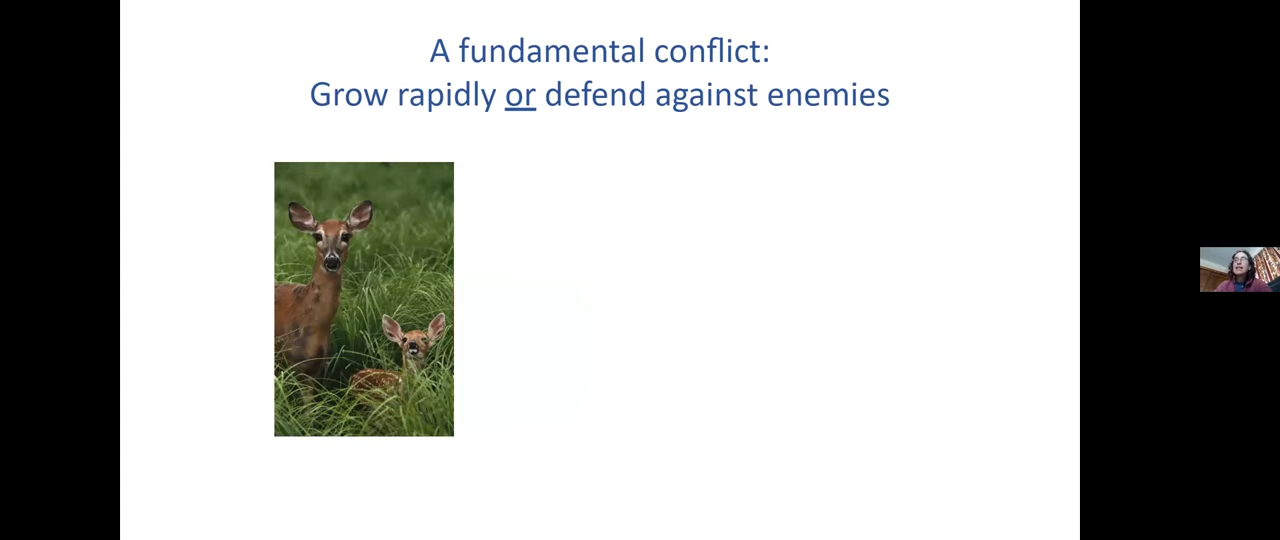 A fundamental conflict:
Grow rapidly or defend against enemies